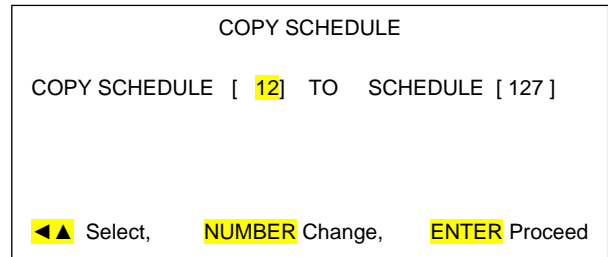 COPY SCHEDULE
COPY SCHEDULE [ 12] TO SCHEDULE [ 127 ]
◄▲ Select, NUMBER Change, ENTER Proceed